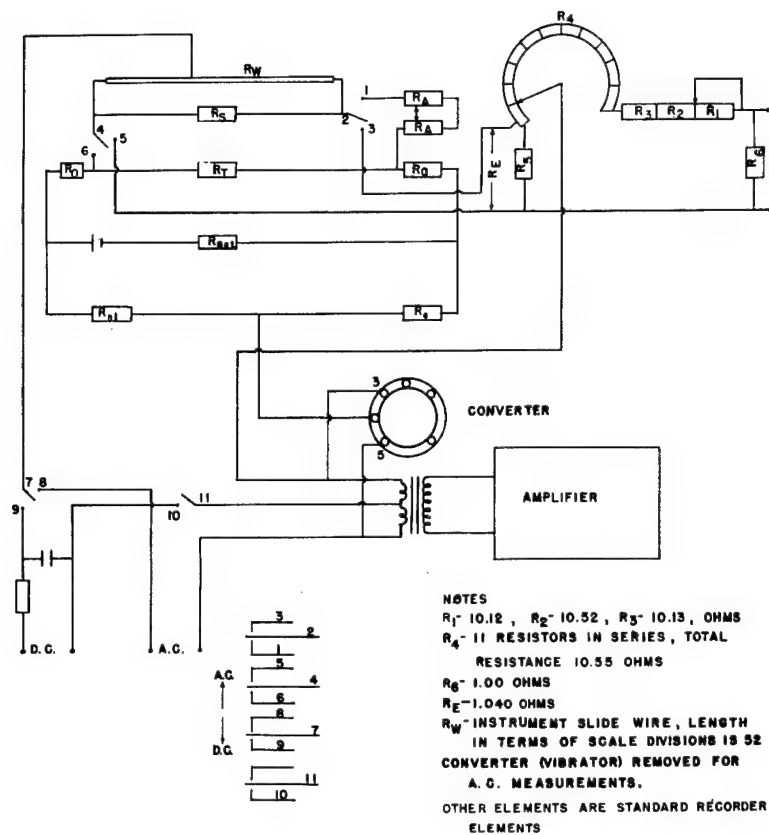 R4
RW
1
RA
RS
2
3
RA
R3
R2
R1
4
5
6
RD
RT
RG
RE
R5
R6
3
CONVERTER
5
7
8
9
10
11
AMPLIFIER
D.C.
A.C.
3
2
1
5
A.C.
4
6
8
7
D.C.
9
11
10
NOTES
R1- 10.12 , R2- 10.52 , R3- 10.13, OHMS
R4- 11 RESISTORS IN SERIES , TOTAL
RESISTANCE 10.55 OHMS
R6- 1.00 OHMS
RE-1.040 OHMS
RW-INSTRUMENT SLIDE WIRE, LENGTH
IN TERMS OF SCALE DIVISIONS IS 52
CONVERTER (VIBRATOR) REMOVED FOR
A.C. MEASUREMENTS.
OTHER ELEMENTS ARE STANDARD RECORDER
ELEMENTS